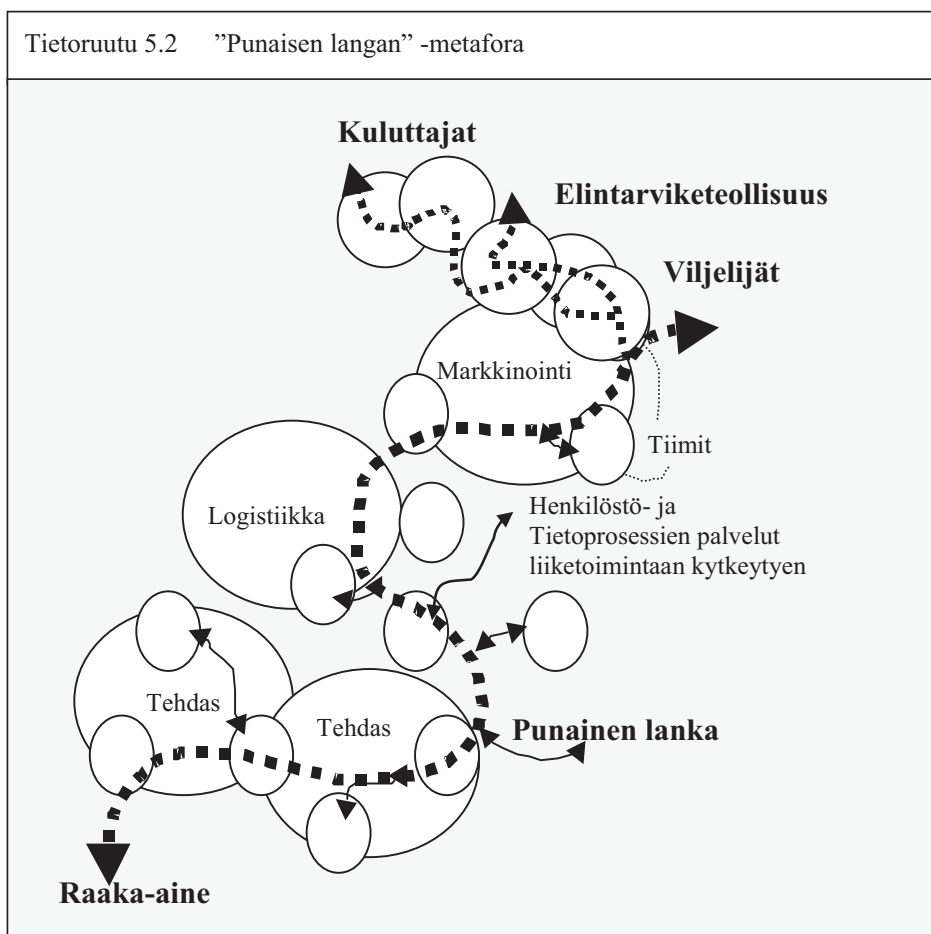 Tietoruutu 5.2 ”Punaisen langan” -metafora
Kuluttajat
Elintarviketeollisuus
Viljelijät
Markkinointi
Tiimit
Logistiikka
Henkilöstö- ja
Tietoprosessien palvelut
liiketoimintaan kytkeytyen
Tehdas
Tehdas
Punainen lanka
Raaka-aine